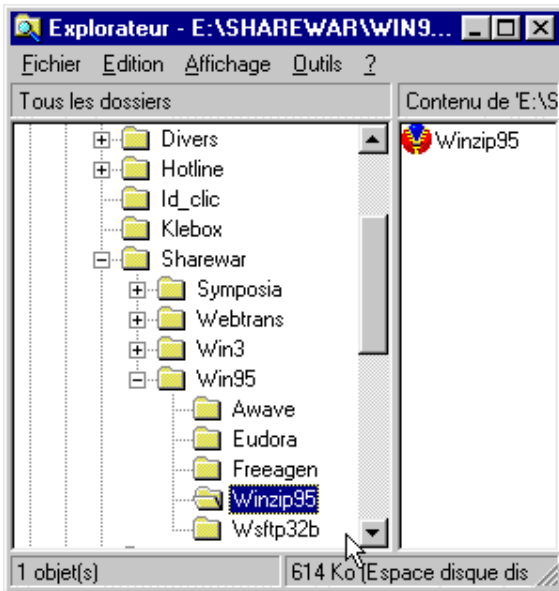 Explorateur - E:\SHAREWAR\WIN9...
Fichier Edition Affichage Outils ?
Tous les dossiers
Contenu de 'E:\S
Divers
Hotline
Id_clic
Klebox
Sharewar
Symposia
Webtrans
Win3
Win95
Awave
Eudora
Freeagen
Winzip95
Wsftp32b
Winzip95
1 objet(s)
614 Ko (Espace disque dis